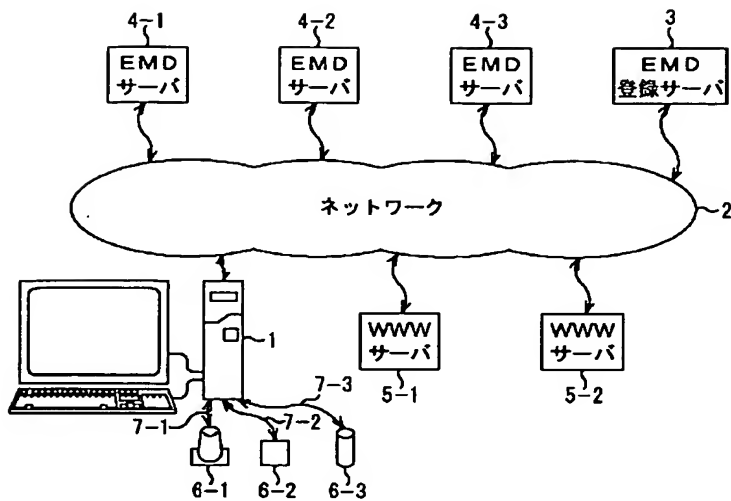 4-1
4-2
4-3
3
EMD
サーバ
EMD
サーバ
EMD
サーバ
EMD
登録サーバ
ネットワーク
2
1
WWW
サーバ
WWW
サーバ
5-1
5-2
7-3
7-1
7-2
6-1
6-2
6-3